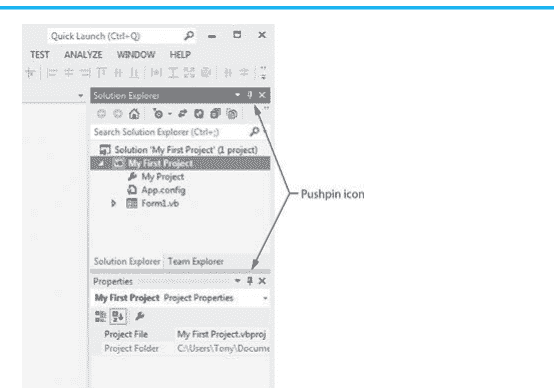 Quick Launch (Ctrl+Q)
TEST ANALYZE WINDOW HELP
Solution Explorer
Search Solution Explorer (Ctrl+;)
Solution 'My First Project' (1 project)
My First Project
My Project
App.config
Form1.vb
Pushpin icon
Solution Explorer Team Explorer
Properties
My First Project Project Properties
Project File My First Project.vbproj
Project Folder C:\Users\Tony\Docume